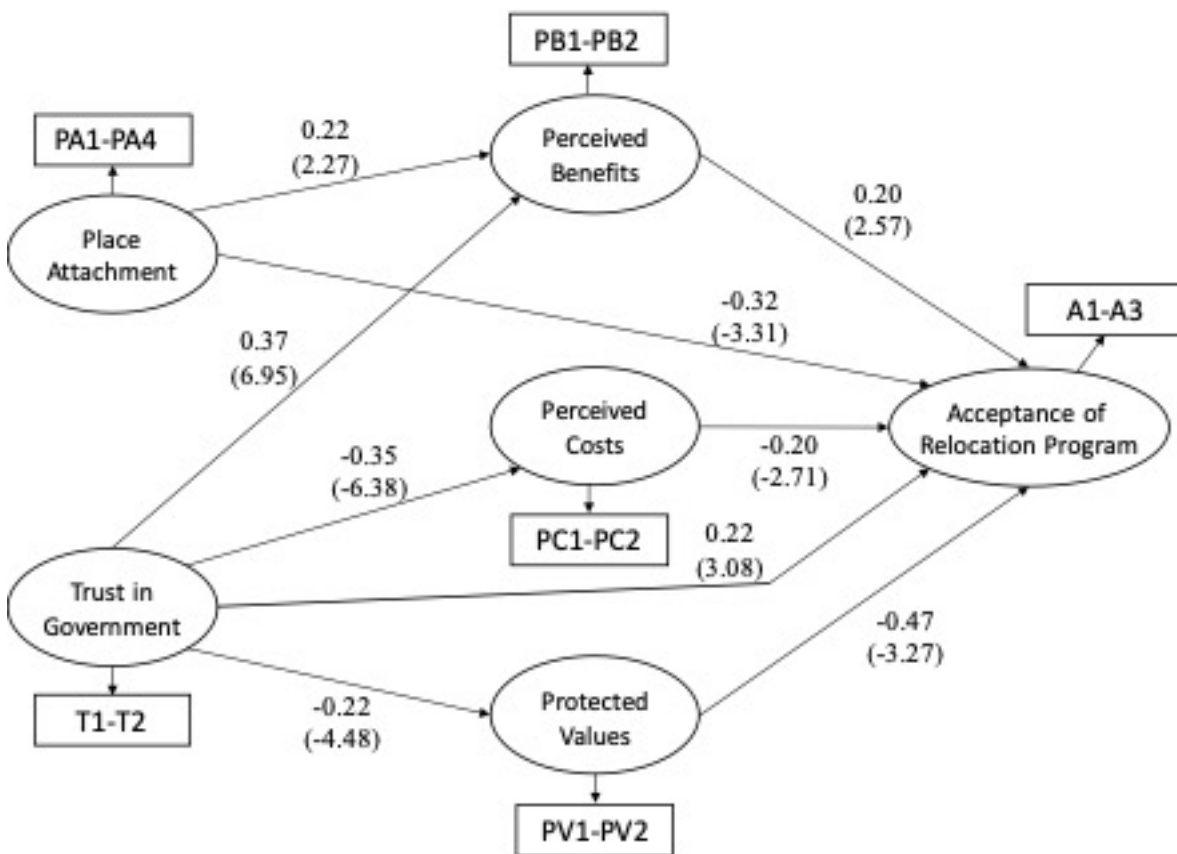 PB1-PB2
PA1-PA4
0.22
(2.27)
Perceived
Benefits
Place
Attachment
0.20
(2.57)
-0.32
(-3.31)
A1-A3
0.37
(6.95)
Perceived
Costs
Acceptance of
Relocation Program
-0.35
(-6.38)
-0.20
(-2.71)
PC1-PC2
0.22
(3.08)
Trust in
Government
-0.47
(-3.27)
T1-T2
-0.22
(-4.48)
Protected
Values
PV1-PV2